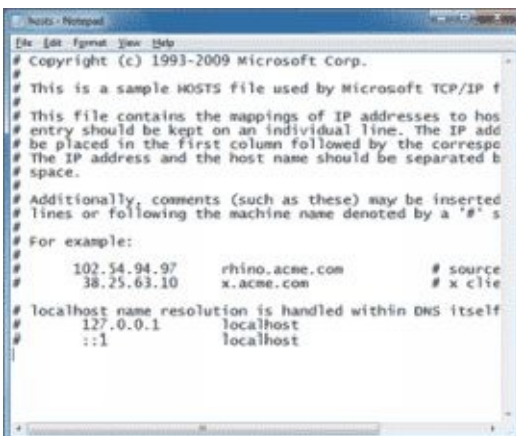 hosts - Notepad
File Edit Format View Help
# Copyright (c) 1993-2009 Microsoft Corp.
#
# This is a sample HOSTS file used by Microsoft TCP/IP f
#
# This file contains the mappings of IP addresses to hos
# entry should be kept on an individual line. The IP add
# be placed in the first column followed by the correspo
# The IP address and the host name should be separated b
# space.
#
# Additionally, comments (such as these) may be inserted
# lines or following the machine name denoted by a '#' s
#
# For example:
#
# 102.54.94.97 rhino.acme.com # source
# 38.25.63.10 x.acme.com # x clie
#
# localhost name resolution is handled within DNS itself
# 127.0.0.1 localhost
# ::1 localhost